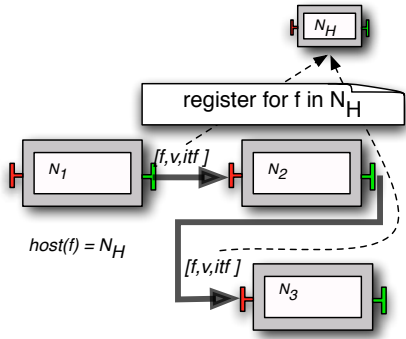 N_H
register for f in N_H
[f,v,itf ]
N_1
N_2
host(f) = N_H
[f,v,itf ]
N_3